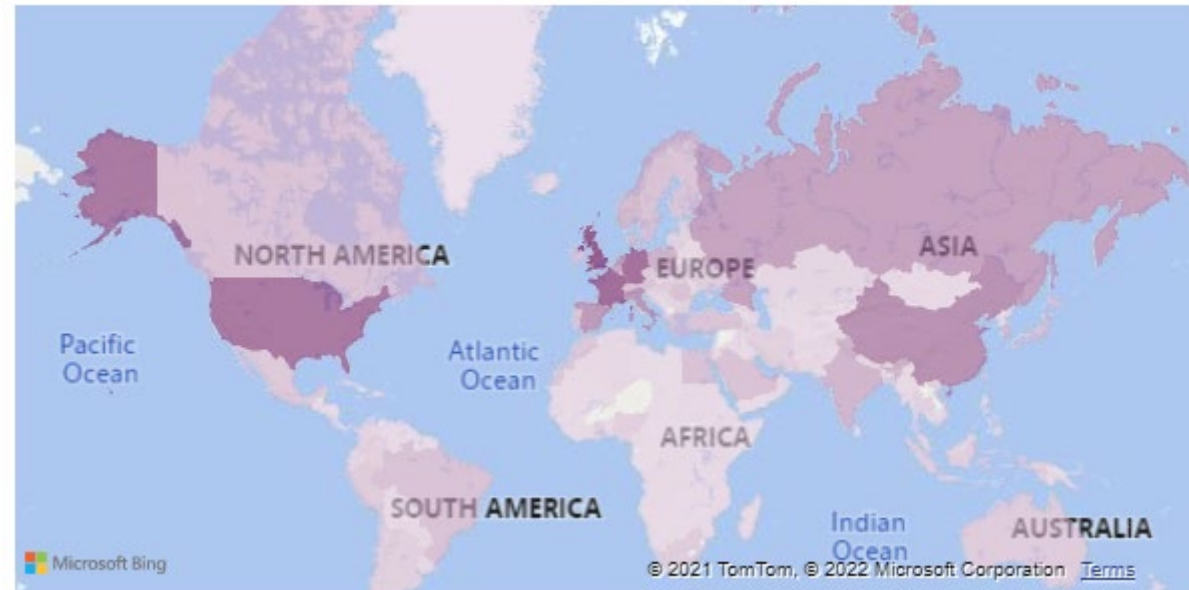 NORTH AMERICA
ASIA
EUROPE
Pacific
Ocean
Atlantic
Ocean
AFRICA
SOUTH AMERICA
Indian
Ocean
AUSTRALIA
Microsoft Bing
© 2021 TomTom, © 2022 Microsoft Corporation Terms